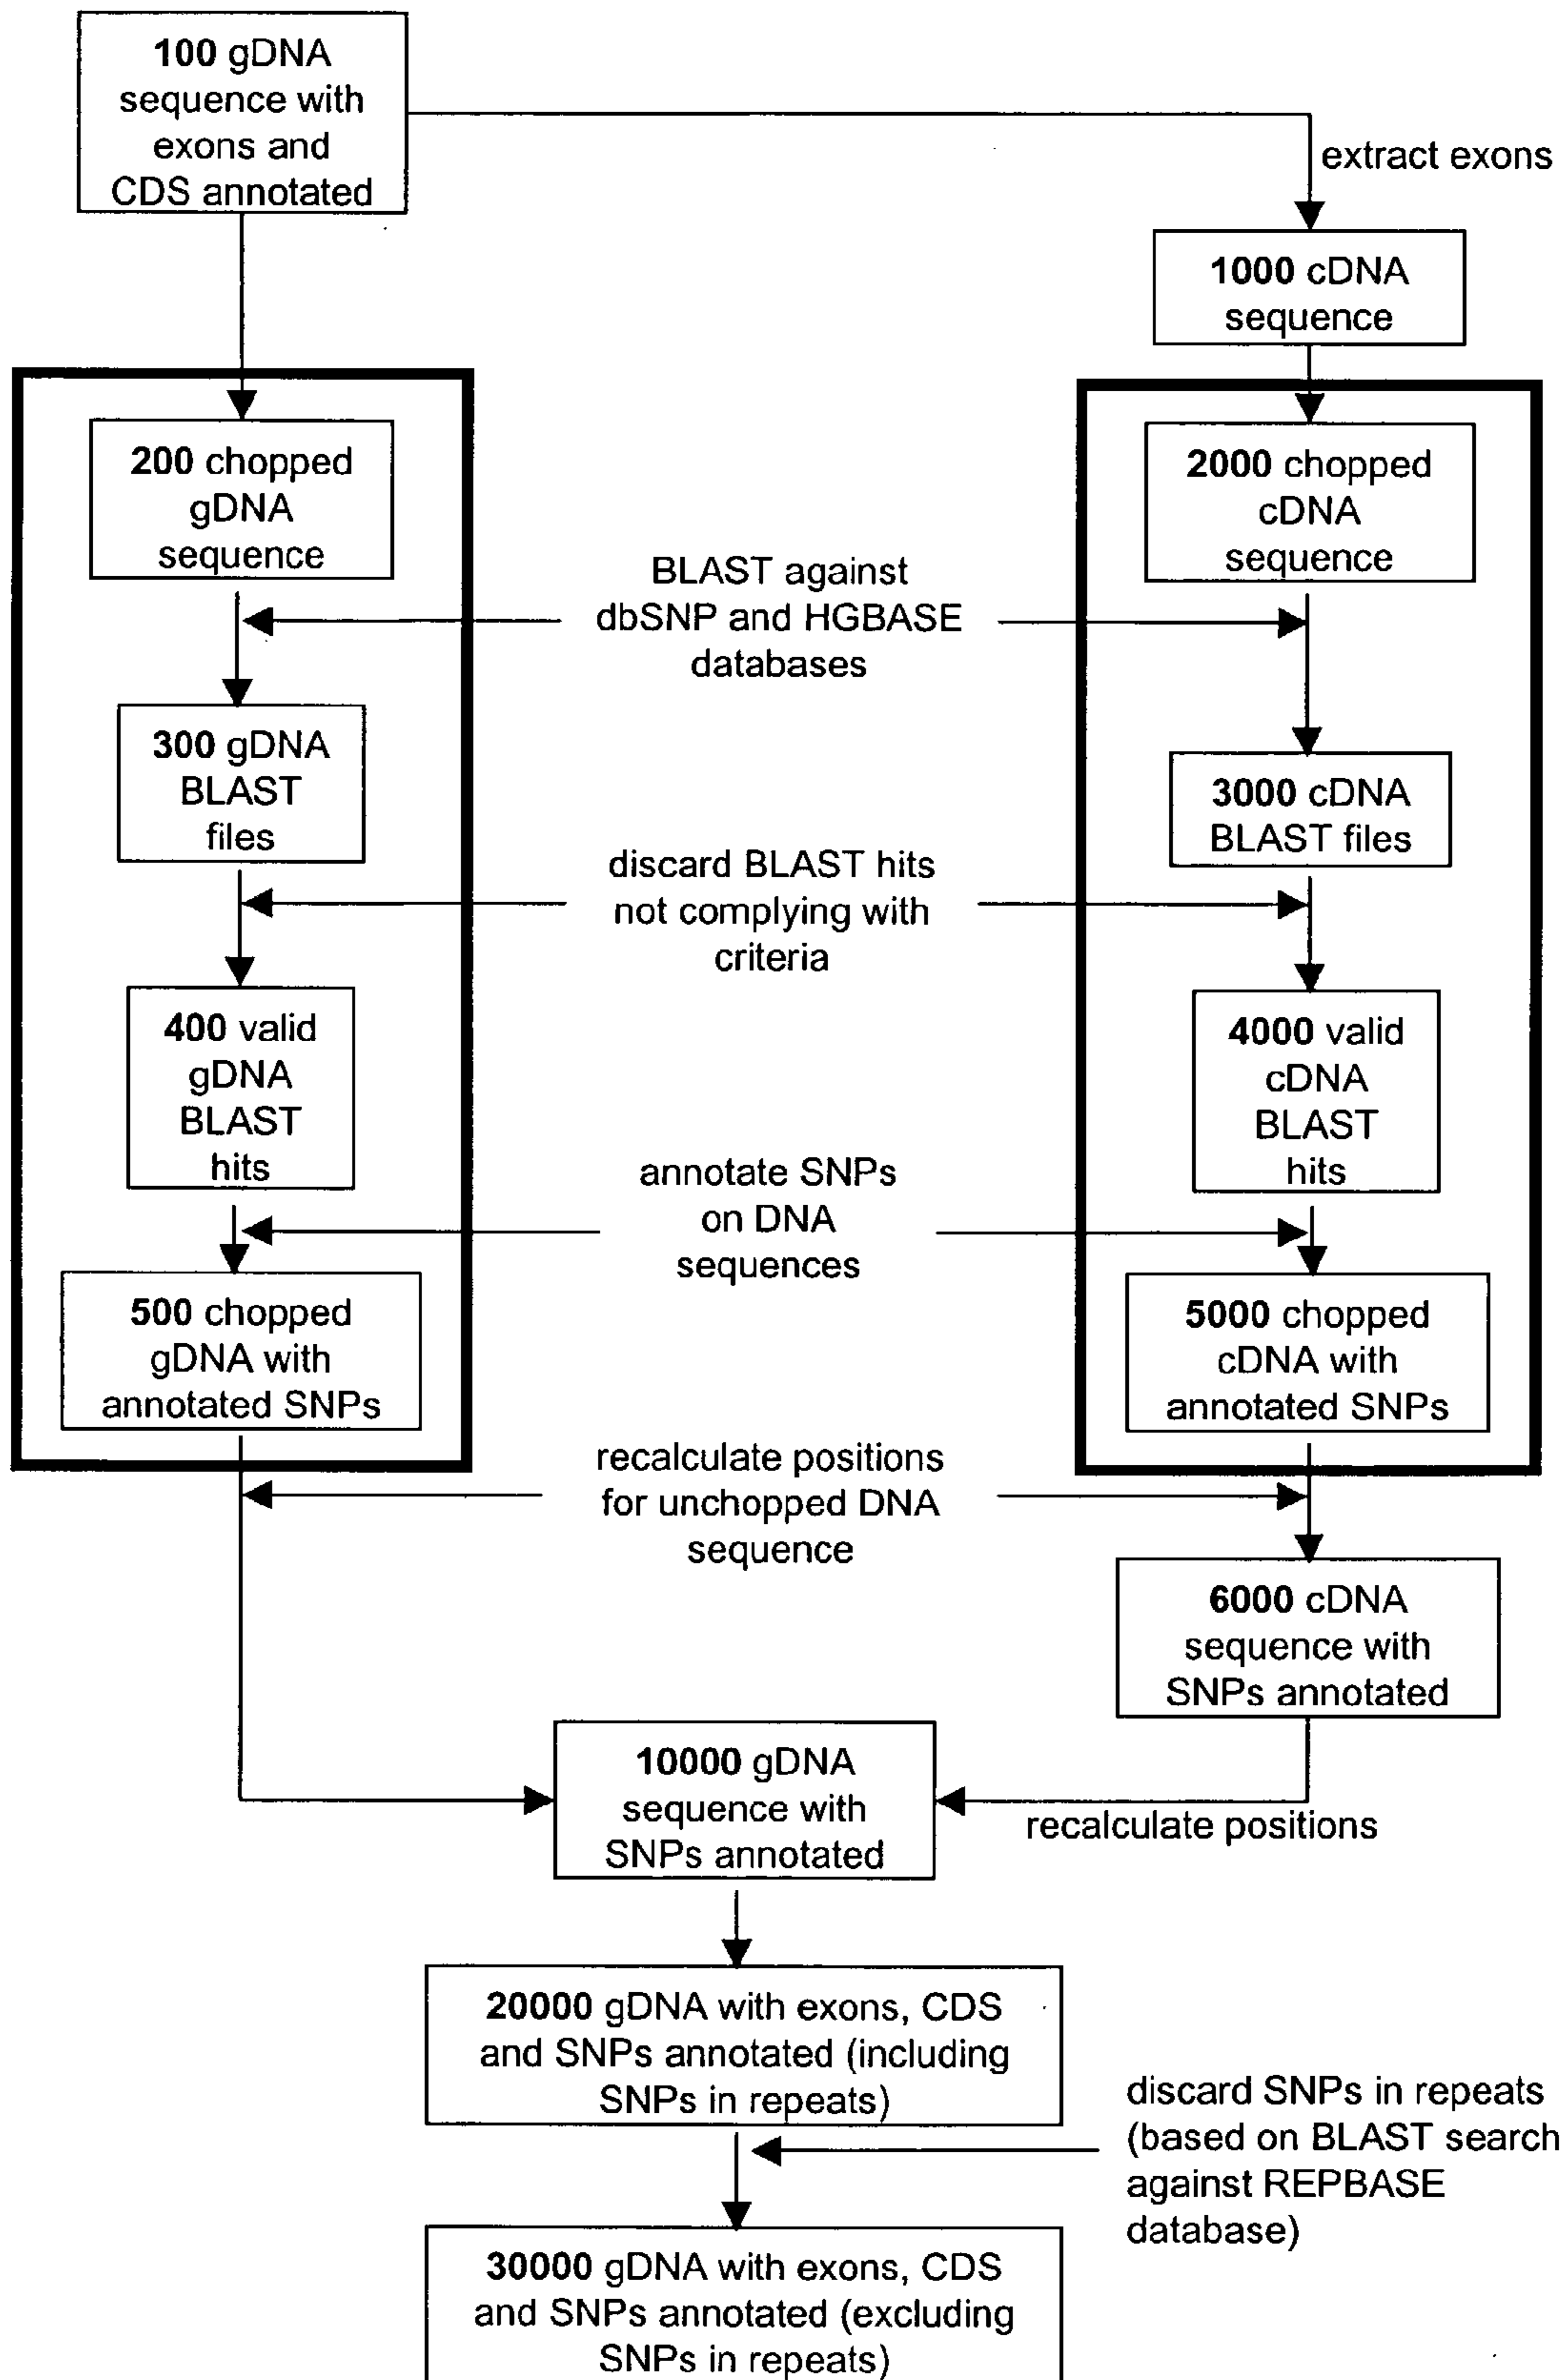 100 gDNA
sequence with
exons and
CDS annotated
extract exons
1000 cDNA
sequence
200 chopped
gDNA
sequence
2000 chopped
cDNA
sequence
BLAST against
dbSNP and HGBASE
databases
300 gDNA
BLAST
files
3000 cDNA
BLAST files
discard BLAST hits
not complying with
criteria
400 valid
gDNA
BLAST
hits
4000 valid
cDNA
BLAST
hits
annotate SNPs
on DNA
sequences
500 chopped
gDNA with
annotated SNPs
5000 chopped
cDNA with
annotated SNPs
recalculate positions
for unchopped DNA
sequence
6000 cDNA
sequence with
SNPs annotated
10000 gDNA
sequence with
SNPs annotated
recalculate positions
20000 gDNA with exons, CDS
and SNPs annotated (including
SNPs in repeats)
discard SNPs in repeats
(based on BLAST search
against REPBASE
database)
30000 gDNA with exons, CDS
and SNPs annotated (excluding
SNPs in repeats)